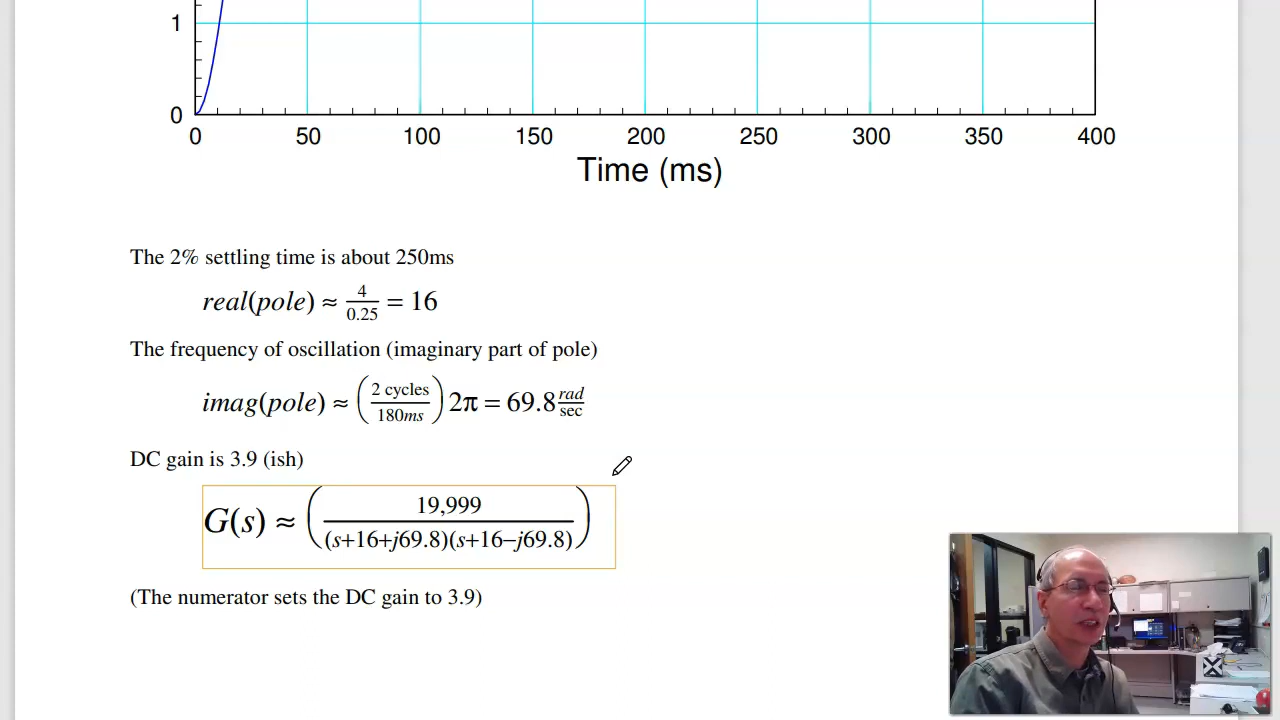 1
0
0 50 100 150 200 250 300 350 400
Time (ms)
The 2% settling time is about 250ms
real(pole) ≈ 4/0.25 = 16
The frequency of oscillation (imaginary part of pole)
imag(pole) ≈ (2 cycles/180ms) 2π = 69.8 rad/sec
DC gain is 3.9 (ish)
G(s) ≈ (19,999/(s+16+j69.8)(s+16−j69.8))
(The numerator sets the DC gain to 3.9)